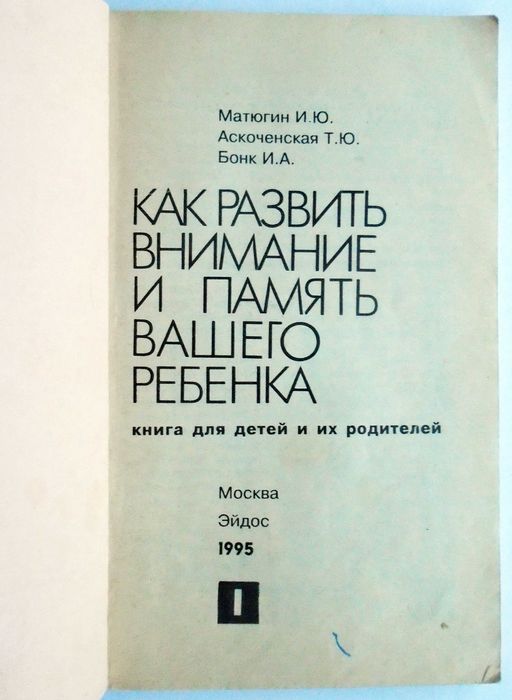 Матюгин И.Ю.
Аскоченская Т.Ю.
Бонк И.А.
КАК РАЗВИТЬ
ВНИМАНИЕ
И ПАМЯТЬ
ВАШЕГО
РЕБЕНКА
книга для детей и их родителей
Москва
Эйдос
1995
I